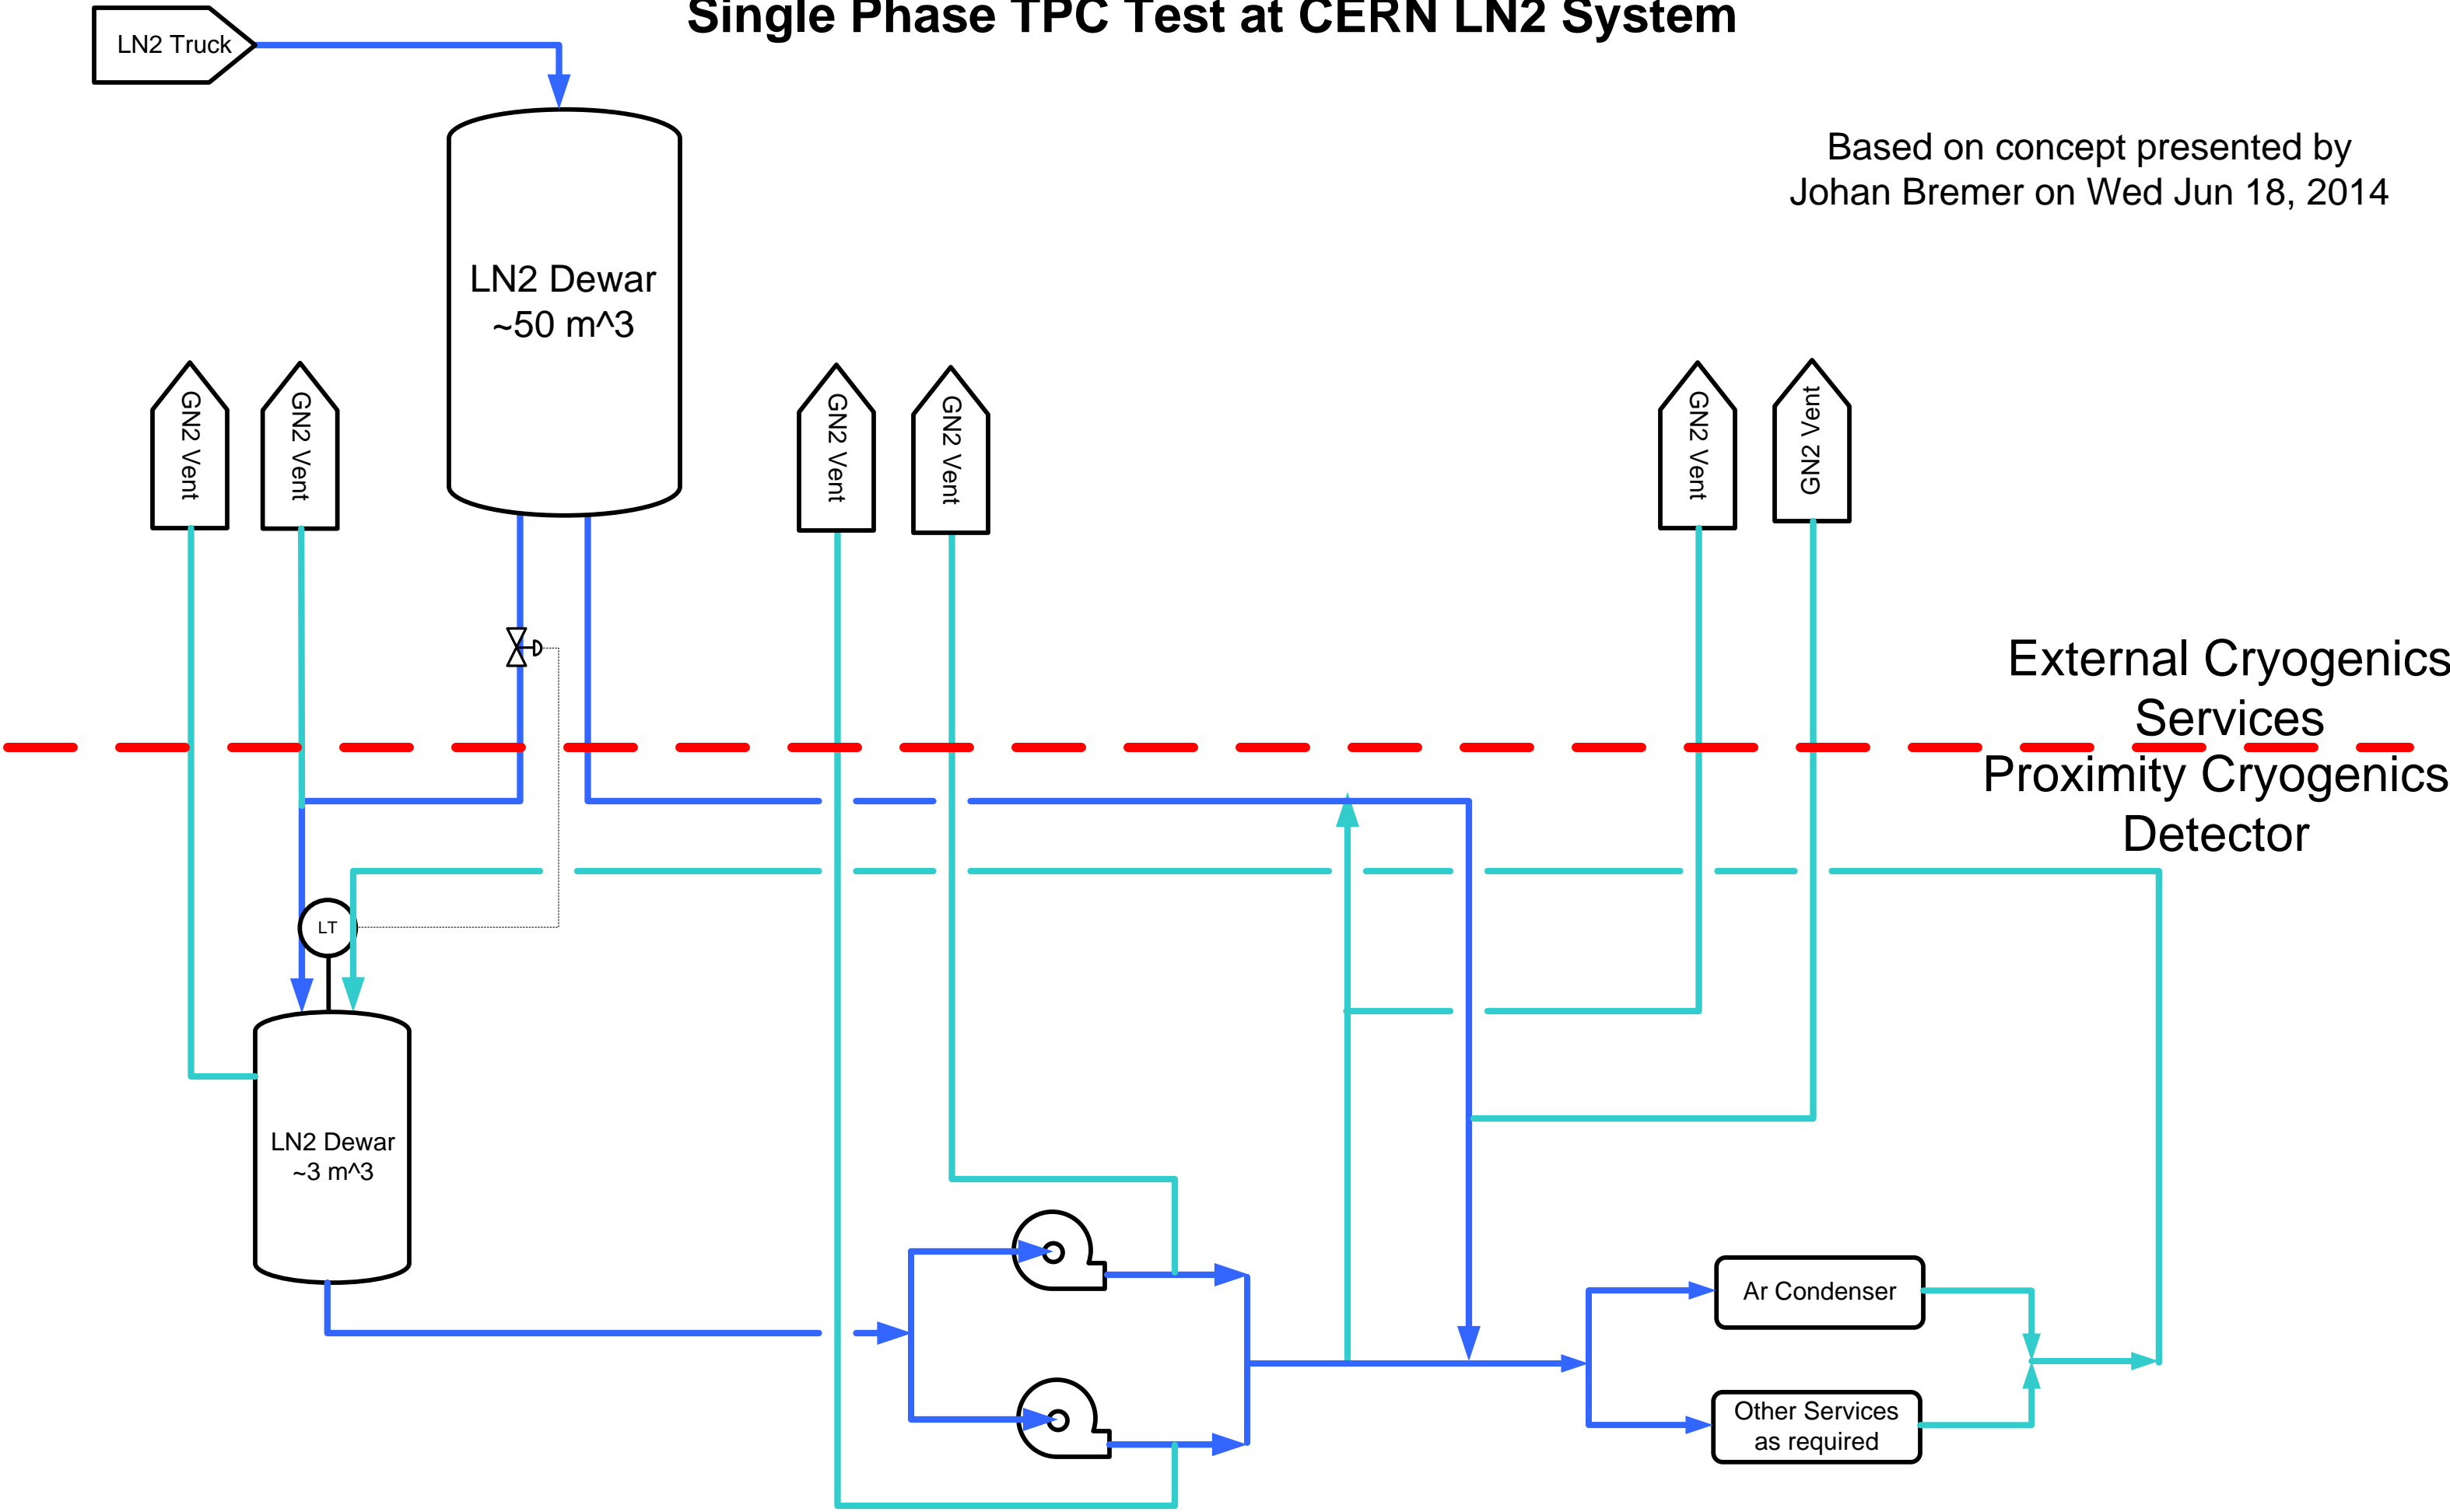 Single Phase TPC Test at CERN LN2 System
LN2 Truck
Based on concept presented by
Johan Bremer on Wed Jun 18, 2014
LN2 Dewar
~50 m^3
GN2 Vent
GN2 Vent
GN2 Vent
GN2 Vent
GN2 Vent
GN2 Vent
External Cryogenics
Services
Proximity Cryogenics
Detector
LT
LN2 Dewar
~3 m^3
Ar Condenser
Other Services
as required